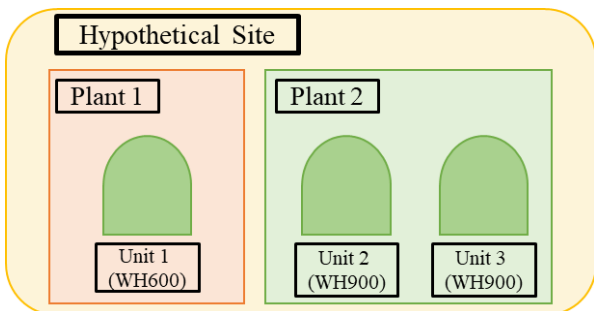 Hypothetical Site
Plant 1
Plant 2
Unit 1
(WH600)
Unit 2
(WH900)
Unit 3
(WH900)